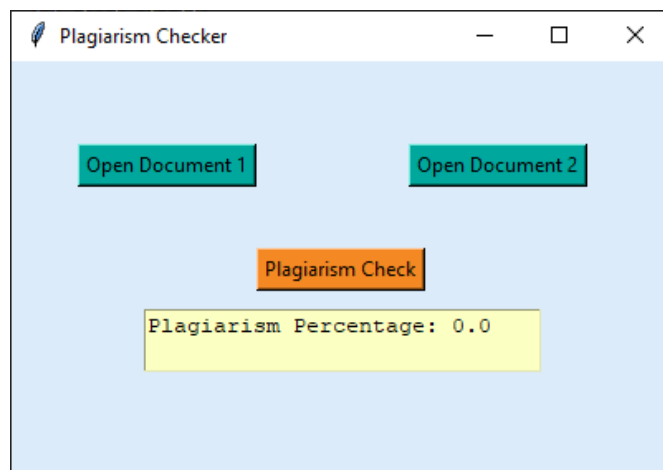 Plagiarism Checker
Open Document 1
Open Document 2
Plagiarism Check
Plagiarism Percentage: 0.0